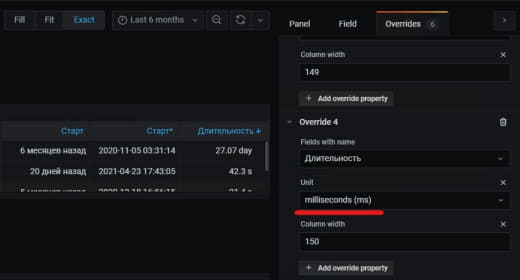 Fill Fit Exact Last 6 months
Panel Field Overrides 6
Column width
149
+ Add override property
Override 4
Fields with name
Длительность
Unit
milliseconds (ms)
Column width
150
+ Add override property
Старт Старт* Длительность
6 месяцев назад 2020-11-05 03:31:14 27.07 day
20 дней назад 2021-04-23 17:43:05 42.3 s